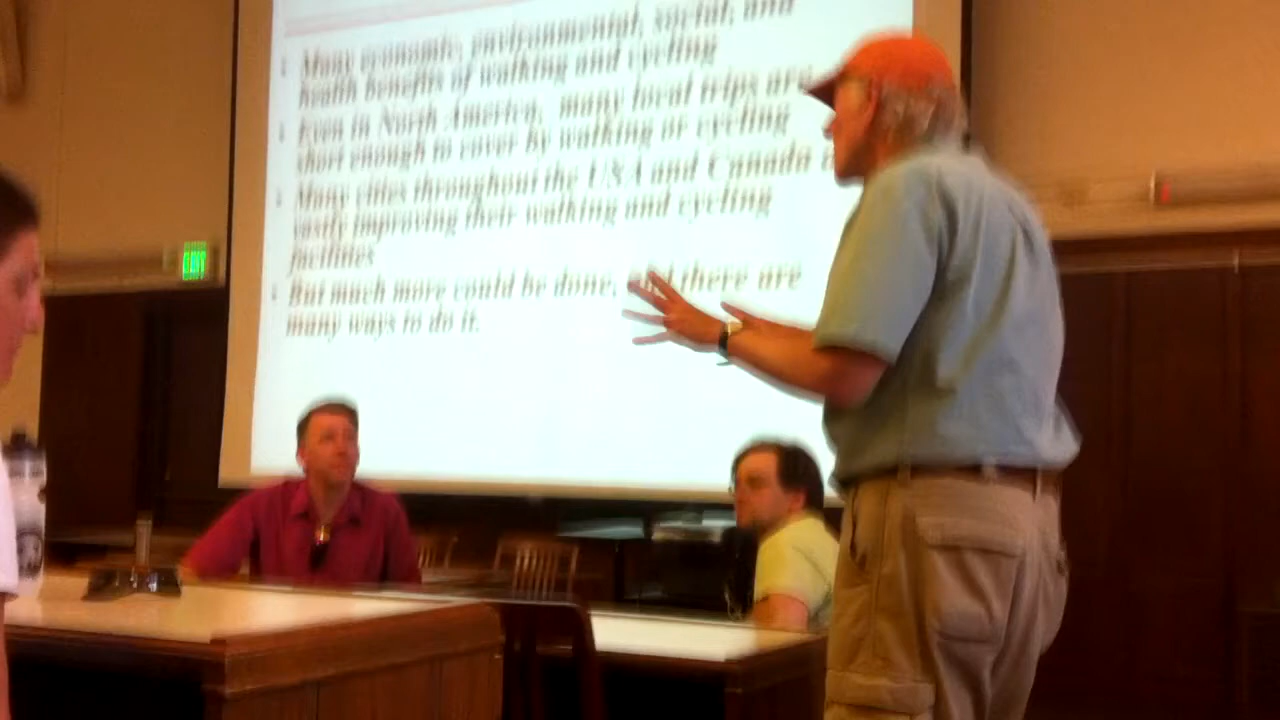 Many economic, environmental, social, and
health benefits of walking and cycling
Even in North America, many local trips are
short enough to cover by walking or cycling
Many cities throughout the USA and Canada
vastly improving their walking and cycling
facilities
But much more could be done, and there are
many ways to do it.